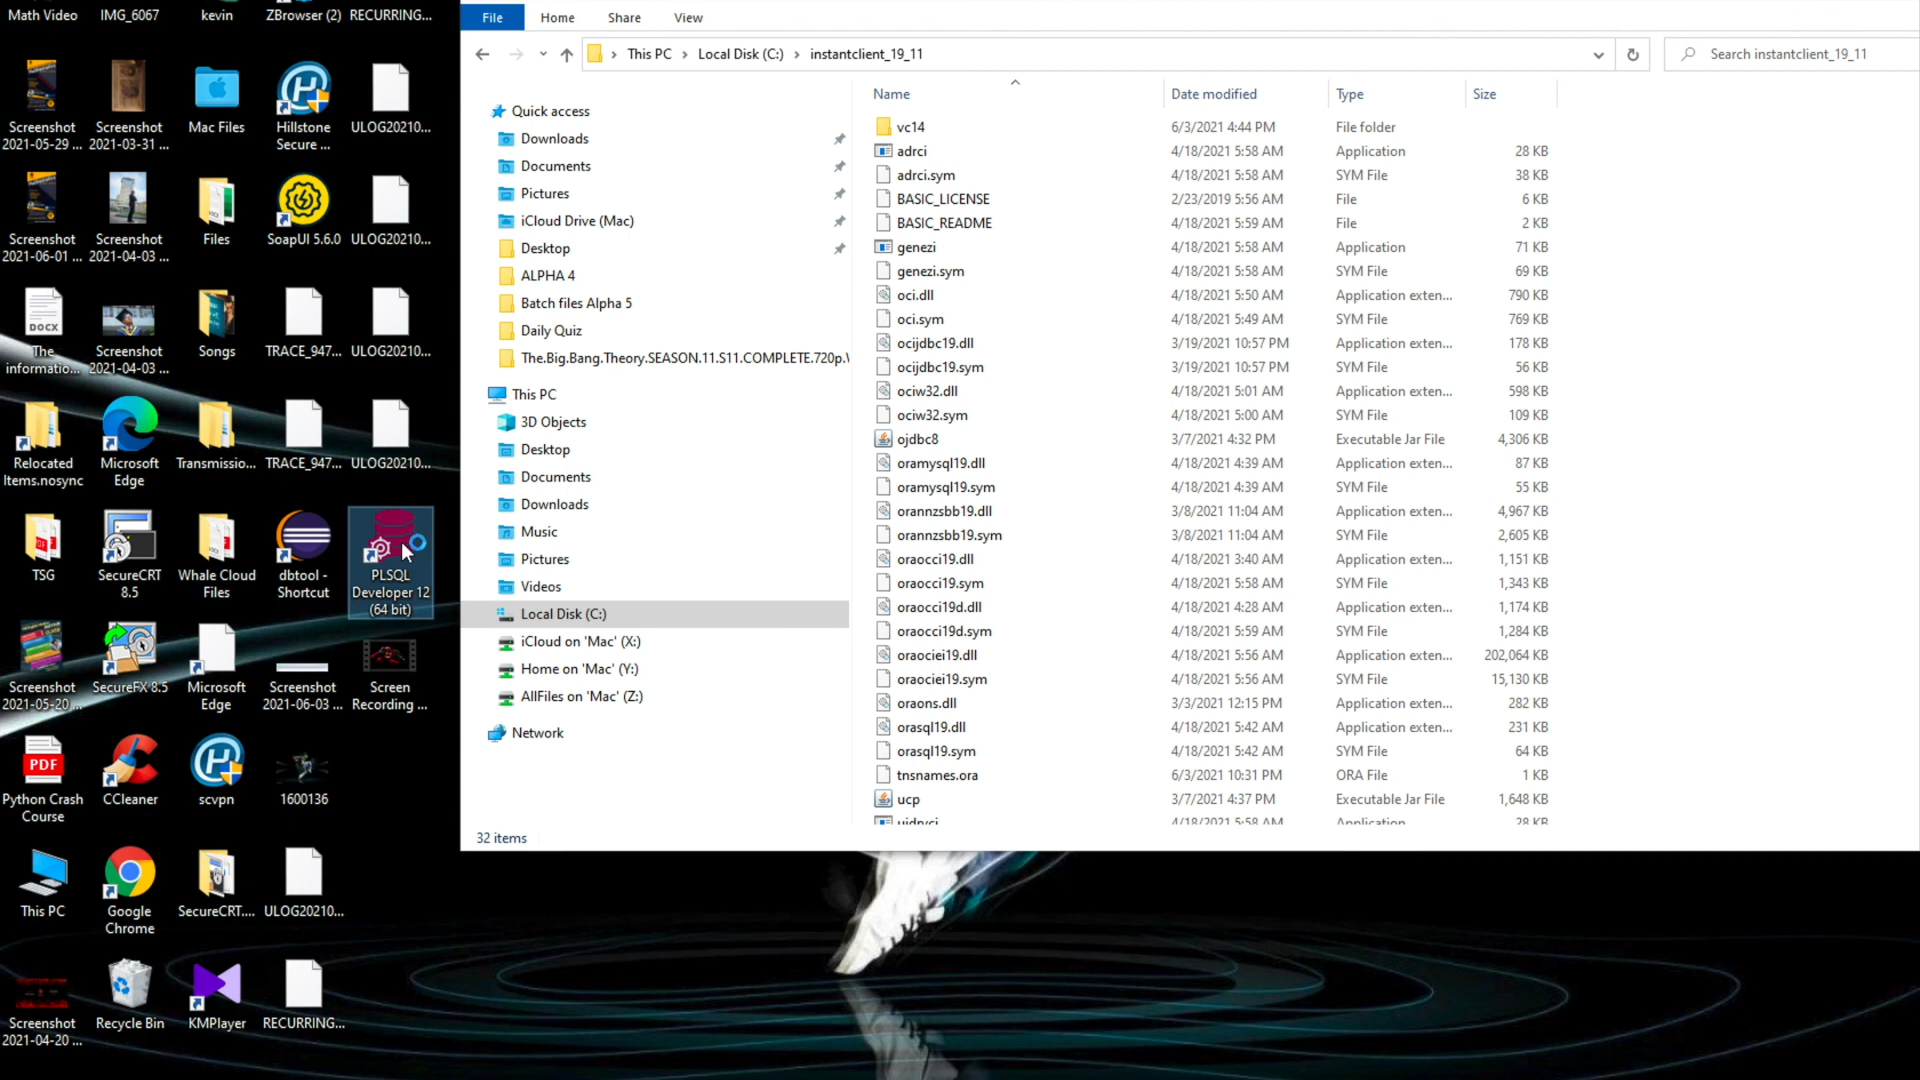 Math Video
IMG_6067
kevin
ZBrowser (2)
RECURRING...
Screenshot
2021-05-29 ...
Screenshot
2021-03-31 ...
Mac Files
Hillstone
Secure ...
ULOG20210...
Screenshot
2021-06-01 ...
Screenshot
2021-04-03 ...
Files
SoapUI 5.6.0
ULOG20210...
DOCX
The
informatio...
Screenshot
2021-04-03 ...
Songs
TRACE_947...
ULOG20210...
Relocated
Items.nosync
Microsoft
Edge
Transmissio...
TRACE_947...
ULOG20210...
TSG
SecureCRT
8.5
Whale Cloud
Files
dbtool -
Shortcut
PLSQL
Developer 12
(64 bit)
Screenshot
2021-05-20 ...
SecureFX 8.5
Microsoft
Edge
Screenshot
2021-06-03 ...
Screen
Recording ...
PDF
Python Crash
Course
CCleaner
scvpn
1600136
This PC
Google
Chrome
SecureCRT....
ULOG20210...
Screenshot
2021-04-20 ...
Recycle Bin
KMPlayer
RECURRING...
File Home Share View
This PC > Local Disk (C:) > instantclient_19_11
Search instantclient_19_11
Quick access
Downloads
Documents
Pictures
iCloud Drive (Mac)
Desktop
ALPHA 4
Batch files Alpha 5
Daily Quiz
The.Big.Bang.Theory.SEASON.11.S11.COMPLETE.720p.
This PC
3D Objects
Desktop
Documents
Downloads
Music
Pictures
Videos
Local Disk (C:)
iCloud on 'Mac' (X:)
Home on 'Mac' (Y:)
AllFiles on 'Mac' (Z:)
Network
Name Date modified Type Size
vc14 6/3/2021 4:44 PM File folder
adrci 4/18/2021 5:58 AM Application 28 KB
adrci.sym 4/18/2021 5:58 AM SYM File 38 KB
BASIC_LICENSE 2/23/2019 5:56 AM File 6 KB
BASIC_README 4/18/2021 5:59 AM File 2 KB
genezi 4/18/2021 5:58 AM Application 71 KB
genezi.sym 4/18/2021 5:58 AM SYM File 69 KB
oci.dll 4/18/2021 5:50 AM Application exten... 790 KB
oci.sym 4/18/2021 5:49 AM SYM File 769 KB
ocijdbc19.dll 3/19/2021 10:57 PM Application exten... 178 KB
ocijdbc19.sym 3/19/2021 10:57 PM SYM File 56 KB
ociw32.dll 4/18/2021 5:01 AM Application exten... 598 KB
ociw32.sym 4/18/2021 5:00 AM SYM File 109 KB
ojdbc8 3/7/2021 4:32 PM Executable Jar File 4,306 KB
oramysql19.dll 4/18/2021 4:39 AM Application exten... 87 KB
oramysql19.sym 4/18/2021 4:39 AM SYM File 55 KB
orannzsbb19.dll 3/8/2021 11:04 AM Application exten... 4,967 KB
orannzsbb19.sym 3/8/2021 11:04 AM SYM File 2,605 KB
oraocci19.dll 4/18/2021 3:40 AM Application exten... 1,151 KB
oraocci19.sym 4/18/2021 5:58 AM SYM File 1,343 KB
oraocci19d.dll 4/18/2021 4:28 AM Application exten... 1,174 KB
oraocci19d.sym 4/18/2021 5:59 AM SYM File 1,284 KB
oraociei19.dll 4/18/2021 5:56 AM Application exten... 202,064 KB
oraociei19.sym 4/18/2021 5:56 AM SYM File 15,130 KB
oraons.dll 3/3/2021 12:15 PM Application exten... 282 KB
orasql19.dll 4/18/2021 5:42 AM Application exten... 231 KB
orasql19.sym 4/18/2021 5:42 AM SYM File 64 KB
tnsnames.ora 6/3/2021 10:31 PM ORA File 1 KB
ucp 3/7/2021 4:37 PM Executable Jar File 1,648 KB
uidrvci 4/18/2021 5:58 AM Application 28 KB
32 items